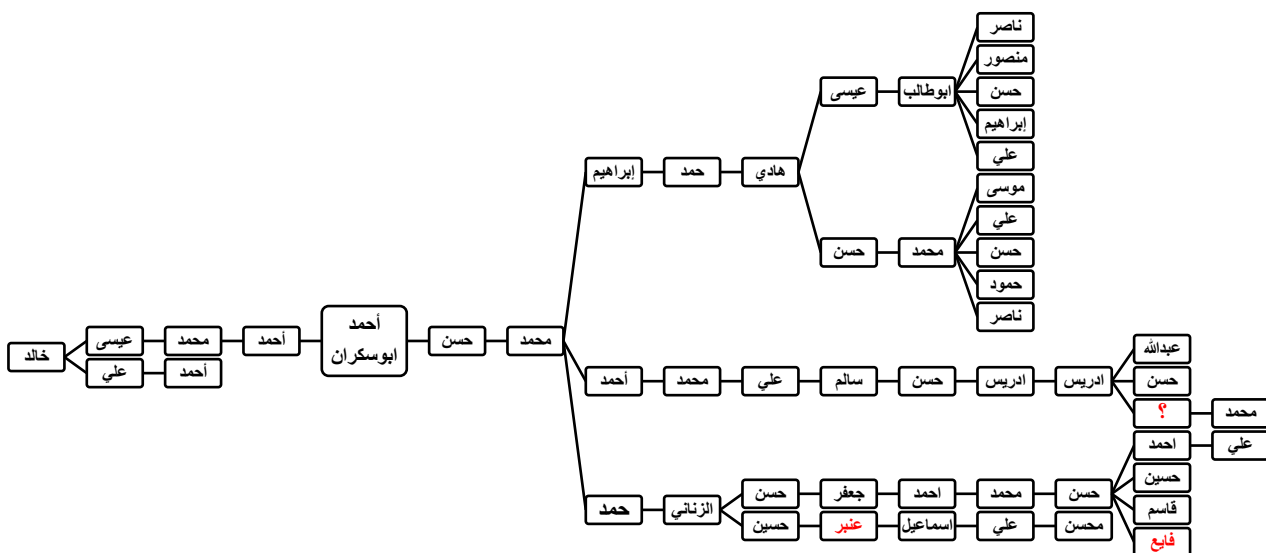 ناصر
منصور
عيسى
ابوطالب
حسن
إبراهيم
علي
إبراهيم
حمد
هادي
موسى
علي
حسن
محمد
حسن
حمود
ناصر
أحمد
ابوسكران
خالد
عيسى
محمد
أحمد
حسن
محمد
علي
أحمد
عبدالله
أحمد
محمد
علي
سالم
حسن
ادريس
ادريس
حسن
؟
محمد
احمد
علي
حمد
الزناني
حسن
جعفر
احمد
محمد
حسن
حسين
حسين
عنبر
اسماعيل
علي
محسن
قاسم
فايع